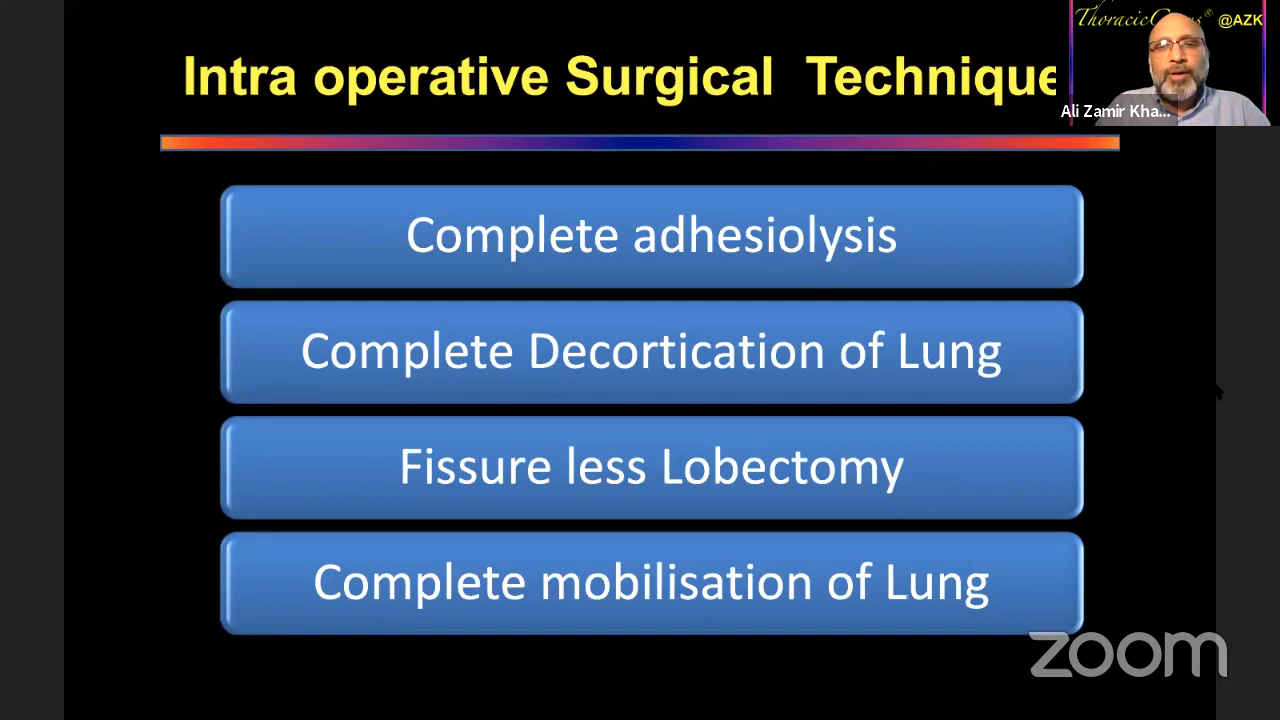 Intra operative Surgical Technique
@AZK
Ali Zamir Kha...
Complete adhesiolysis
Complete Decortication of Lung
Fissure less Lobectomy
Complete mobilisation of Lung
zoom